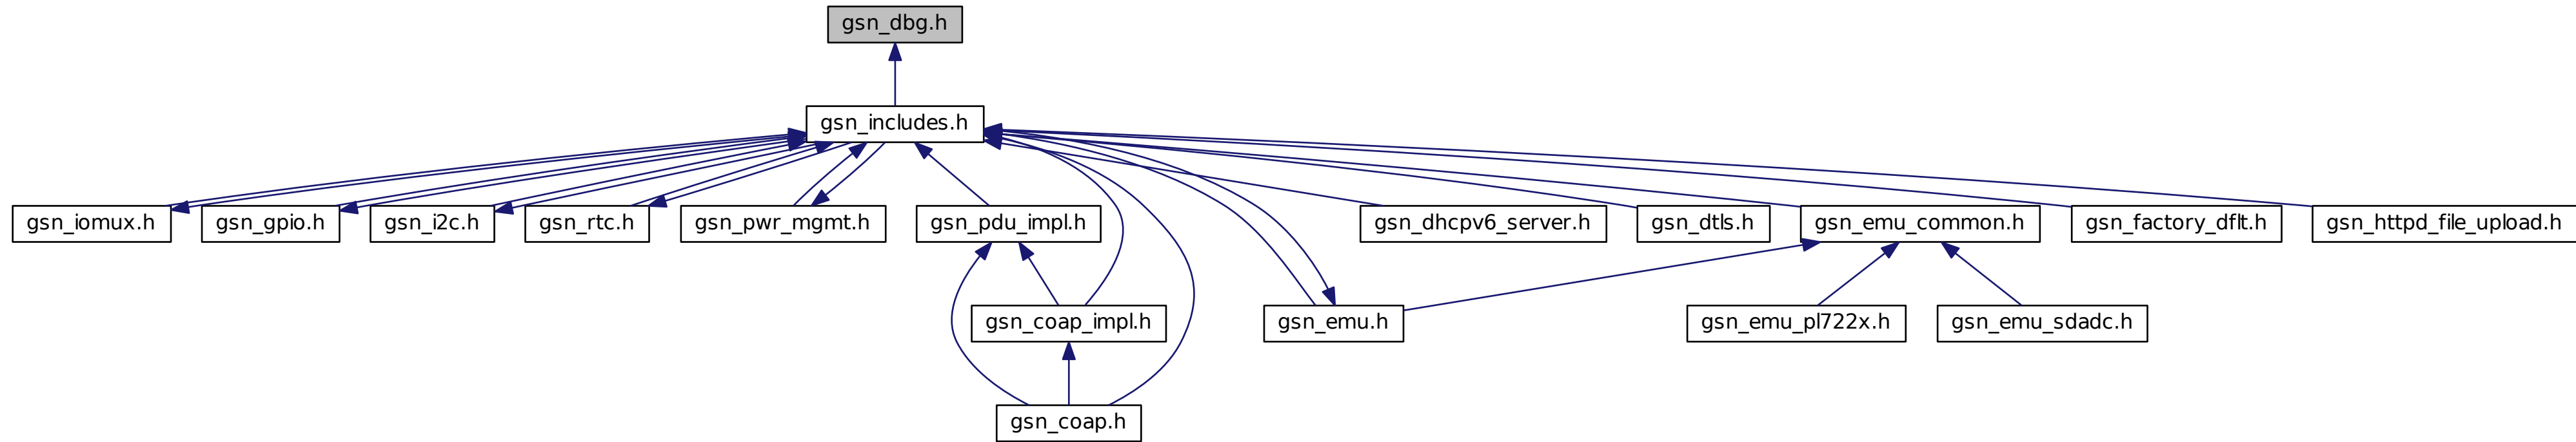 gsn_dbg.h
gsn_includes.h
gsn_iomux.h
gsn_gpio.h
gsn_i2c.h
gsn_rtc.h
gsn_pwr_mgmt.h
gsn_pdu_impl.h
gsn_dhcpv6_server.h
gsn_dtls.h
gsn_emu_common.h
gsn_factory_dflt.h
gsn_httpd_file_upload.h
gsn_coap_impl.h
gsn_emu.h
gsn_emu_pl722x.h
gsn_emu_sdadc.h
gsn_coap.h